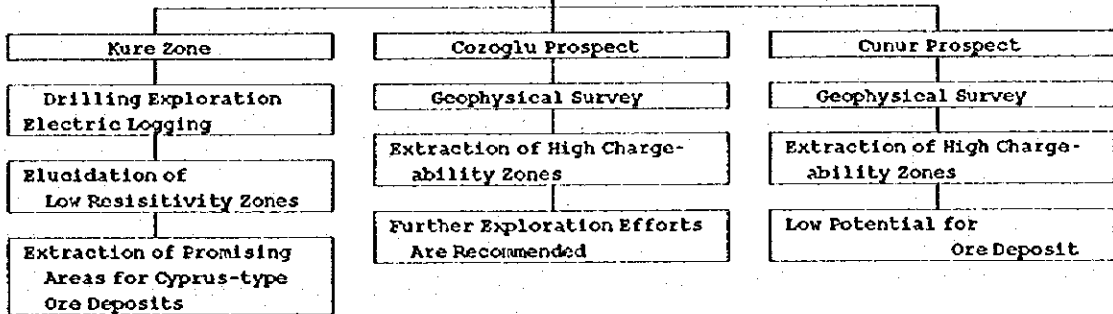 Kure Zone
Drilling Exploration
Electric Logging
Elucidation of
Low Resisitivity Zones
Extraction of Promising
Areas for Cyprus-type
Ore Deposits
Cozoglu Prospect
Geophysical Survey
Extraction of High Charge-
ability Zones
Further Exploration Efforts
Are Recommended
Cunur Prospect
Geophysical Survey
Extraction of High Charge-
ability Zones
Low Potential for
Ore Deposit